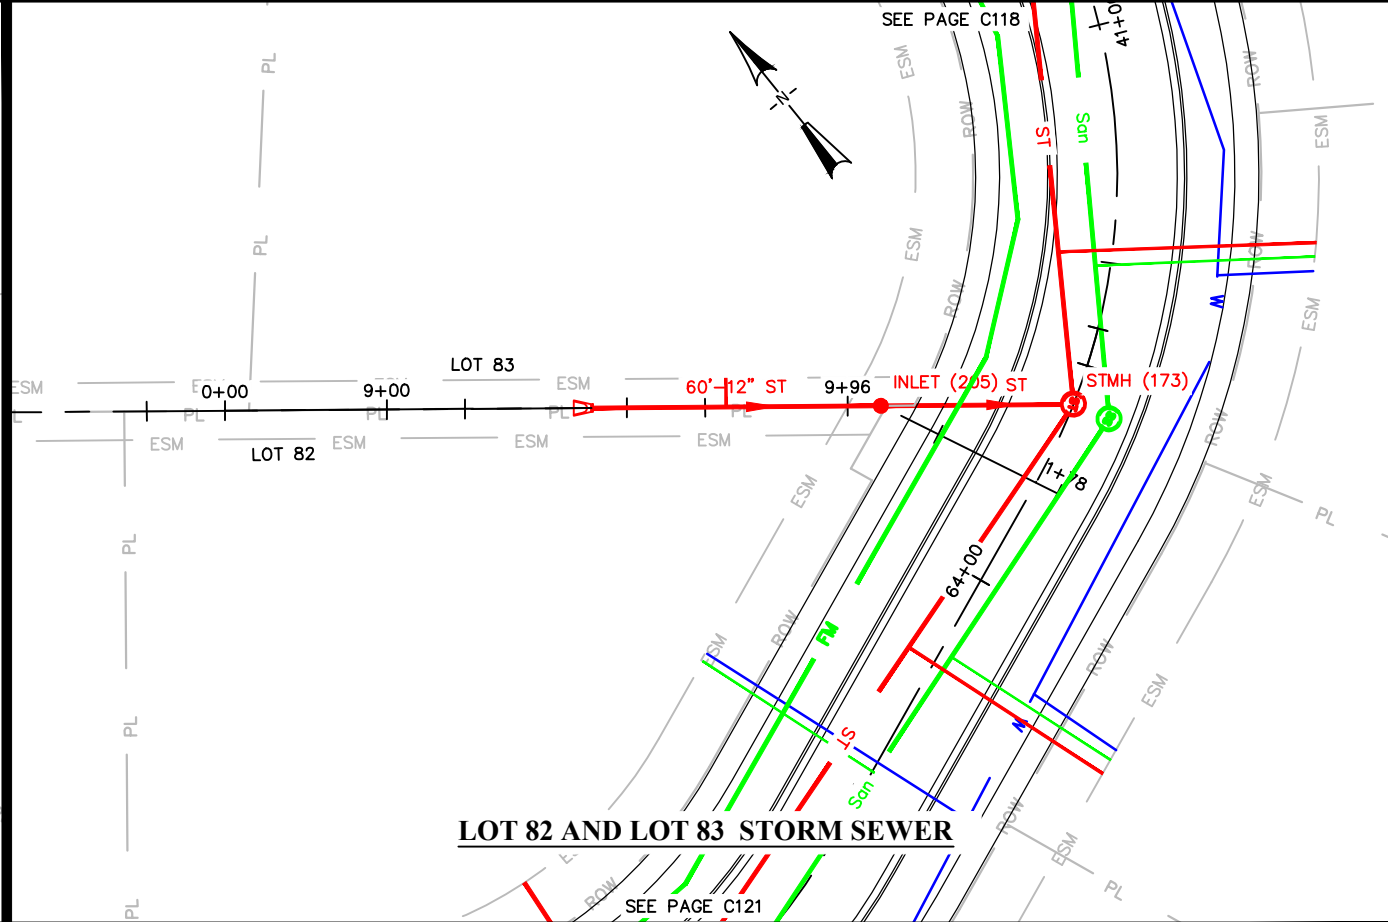 SEE PAGE C118
41+0
PL
ESM
ROW
ROW
ESM
N
ST
San
PL
ESM
ROW
ESM
ROW
W
ESM
LOT 83
ESM
0+00
9+00
ESM
60'-12" ST
9+96
INLET (205)
ST
STMH (173)
PL
PL
PL
ESM
ESM
ESM
ESM
LOT 82
ROW
1+78
ESM
ESM
PL
PL
64+00
ROW
FM
ESM
ROW
ESM
PL
W
ST
San
LOT 82 AND LOT 83 STORM SEWER
ROW
ESM
ROW
PL
PL
SEE PAGE C121